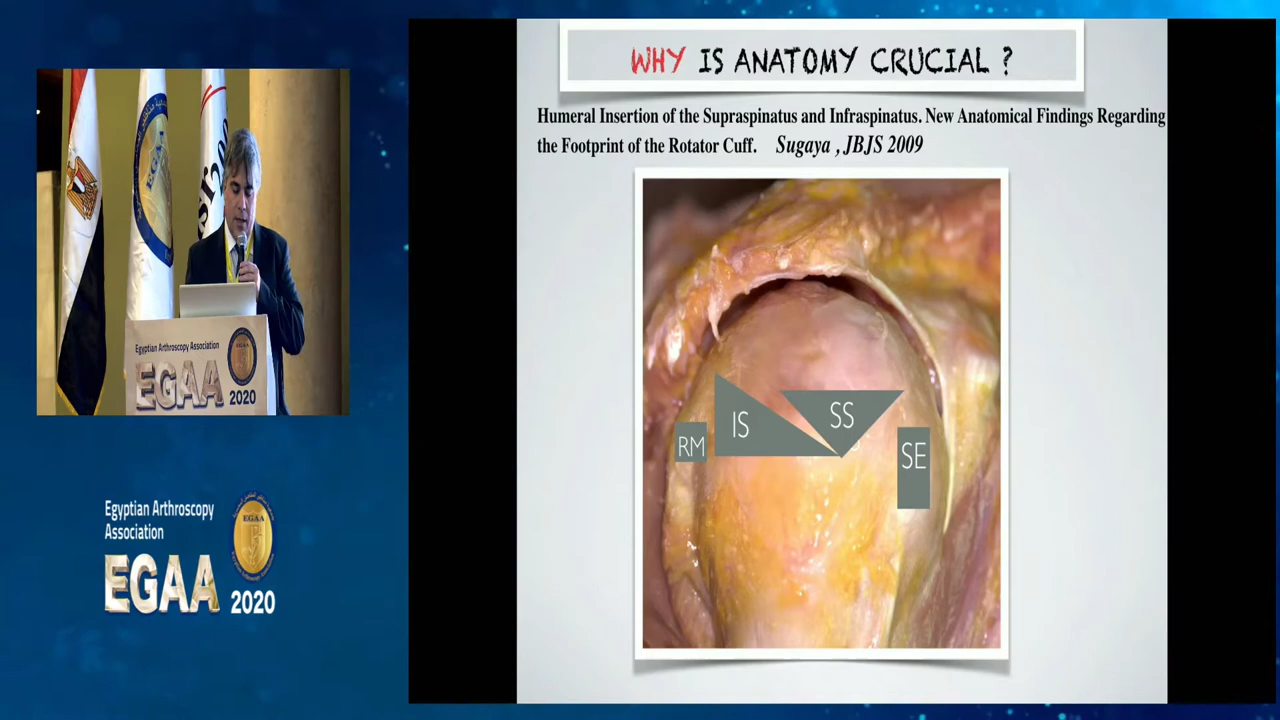 WHY IS ANATOMY CRUCIAL ?
Humeral Insertion of the Supraspinatus and Infraspinatus. New Anatomical Findings Regarding
the Footprint of the Rotator Cuff. Sugaya , JBJS 2009
IS
SS
RM
SE
Egyptian Arthroscopy Association
EGAA
2020
Egyptian Arthroscopy
Association
EGAA
EGAA
2020